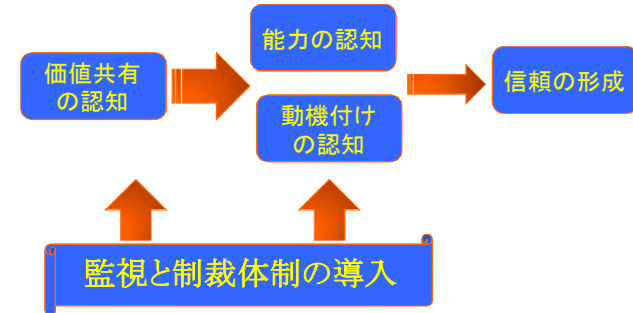 能力の認知
価値共有
の認知
信頼の形成
動機付け
の認知
監視と制裁体制の導入